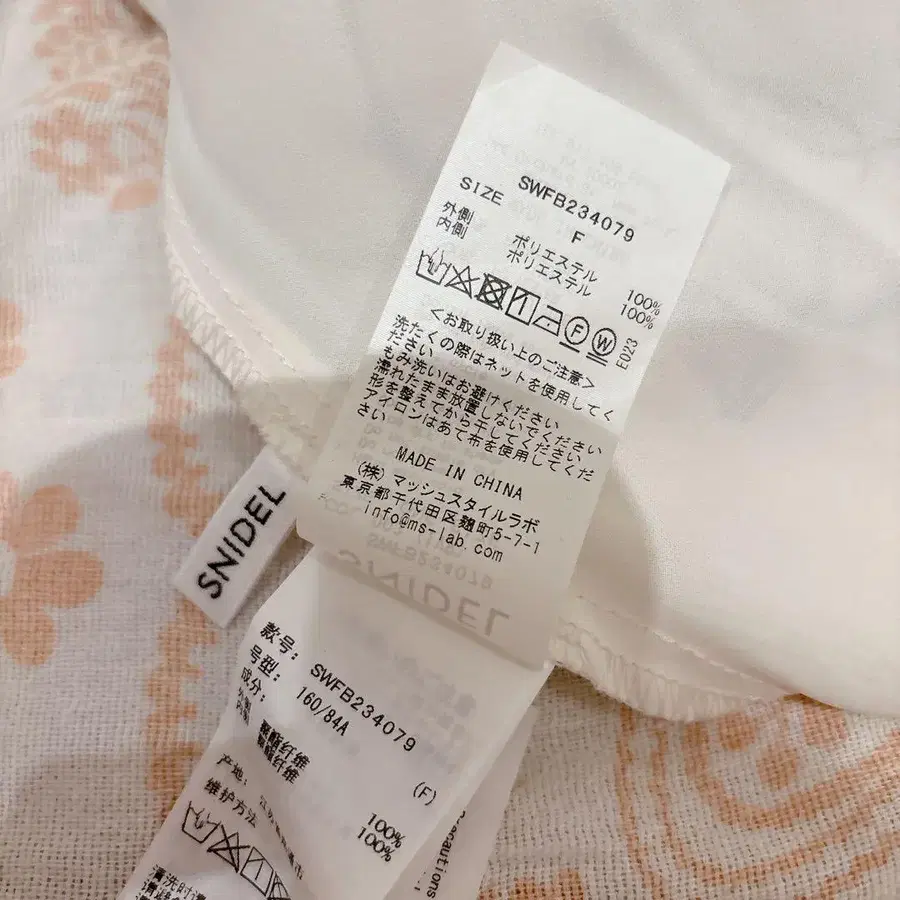 SWFB234079
SIZE F
外側 ポリエステル 100%
内側 ポリエステル 100%
E023
<お取り扱い上のご注意>
洗たくの際はネットを使用してく
ださい
もみ洗いはお避けください
濡れたまま放置しないでください
形を整えてから干してください
アイロンはあて布を使用してくだ
さい
MADE IN CHINA
(株)マッシュスタイルラボ
東京都千代田区麹町5-7-1
info@ms-lab.com
SWFB234079
SNIDEL
SNIDEL
款号: SWFB234079
号型: 160/84A (F)
成分:
外侧 聚酯纤维 100%
内侧 聚酯纤维 100%
产地:
维护方法
Precautions